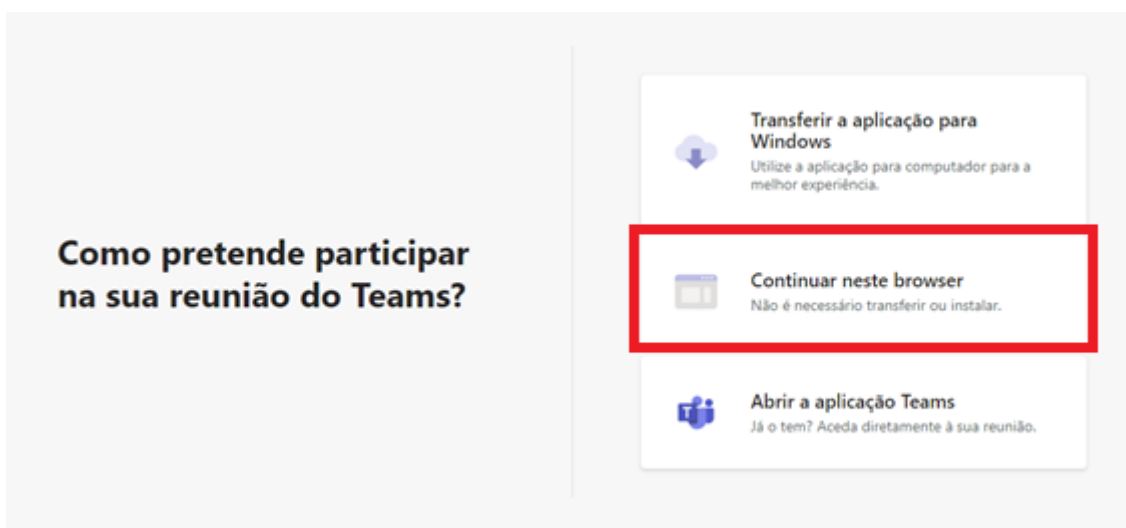 Como pretende participar
na sua reunião do Teams?
Transferir a aplicação para
Windows
Utilize a aplicação para computador para a
melhor experiência.
Continuar neste browser
Não é necessário transferir ou instalar.
Abrir a aplicação Teams
Já o tem? Aceda diretamente à sua reunião.